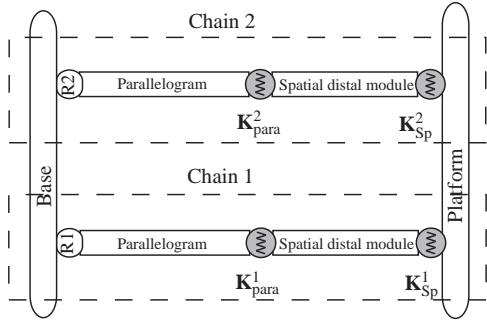 Chain 2
R2 Parallelogram Spatial distal module
K²para K²Sp
Base
Platform
Chain 1
R1 Parallelogram Spatial distal module
K¹para K¹Sp